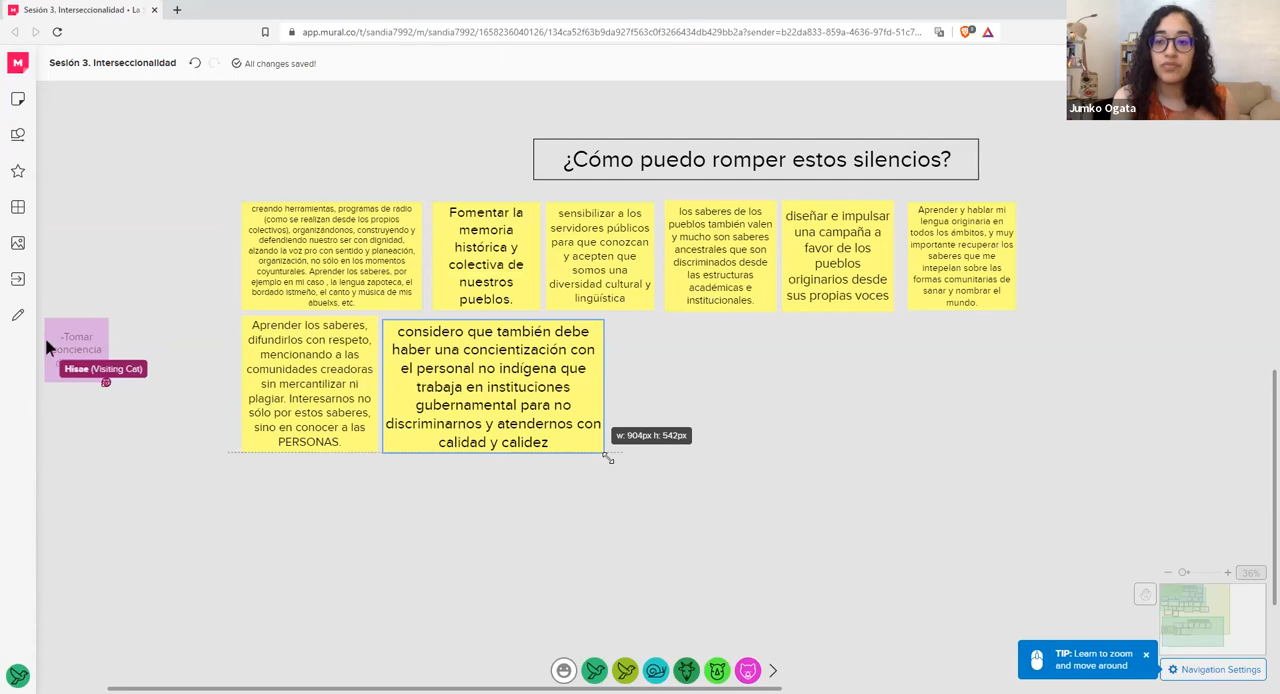 Sesión 3. Interseccionalidad • La
app.mural.co/t/sandia7992/m/sandia7992/1658236040126/134ca52f63b9da927f563c0f3266434db429bb2a?sender=b22da833-859a-4636-97fd-51c7...
Sesión 3. Interseccionalidad
All changes saved!
Jumko Ogata
¿Cómo puedo romper estos silencios?
creando herramientas, programas de radio
(como se realizan desde los propios
colectivos), organizándonos, construyendo y
defendiendo nuestro ser con dignidad,
alzando la voz pro con sentido y planeación,
organización, no sólo en los momentos
coyunturales. Aprender los saberes, por
ejemplo en mi caso , la lengua zapoteca, el
bordado istmeño, el canto y música de mis
abuelxs, etc.
Fomentar la
memoria
histórica y
colectiva de
nuestros
pueblos.
sensibilizar a los
servidores públicos
para que conozcan
y acepten que
somos una
diversidad cultural y
lingüística
los saberes de los
pueblos también valen
y mucho son saberes
ancestrales que son
discriminados desde
las estructuras
académicas e
institucionales.
diseñar e impulsar
una campaña a
favor de los
pueblos
originarios desde
sus propias voces
Aprender y hablar mi
lengua originaria en
todos los ámbitos, y muy
importante recuperar los
saberes que me
intepelan sobre las
formas comunitarias de
sanar y nombrar el
mundo.
-Tomar
conciencia
Hisae (Visiting Cat)
Aprender los saberes,
difundirlos con respeto,
mencionando a las
comunidades creadoras
sin mercantilizar ni
plagiar. Interesarnos no
sólo por estos saberes,
sino en conocer a las
PERSONAS.
considero que también debe
haber una concientización con
el personal no indígena que
trabaja en instituciones
gubernamental para no
discriminarnos y atendernos con
calidad y calidez
w: 904px h: 542px
36%
TIP: Learn to zoom
and move around
Navigation Settings